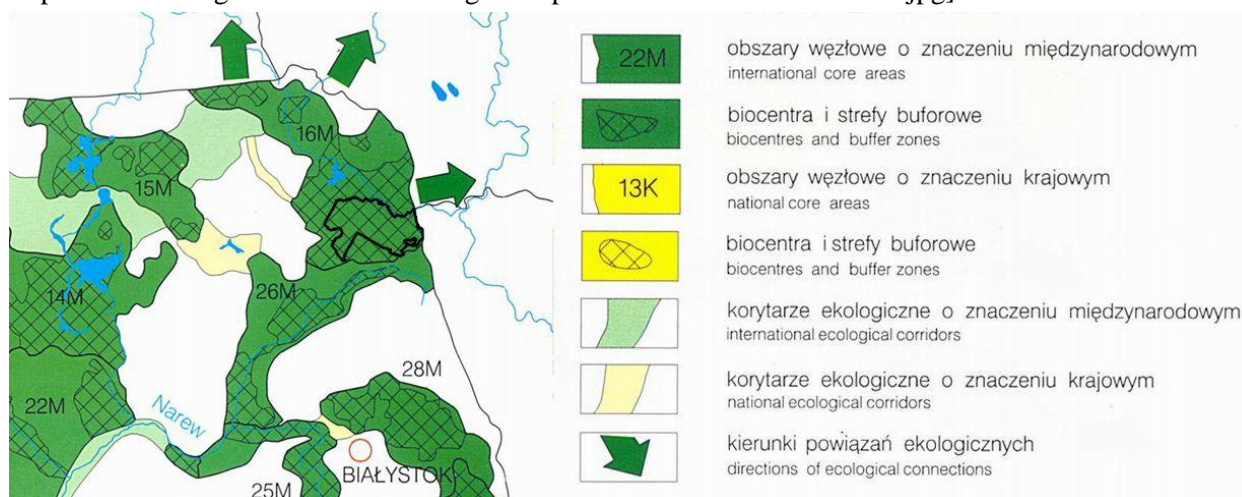 jpg]
16M
15M
26M
14M
28M
22M
Narew
BIAŁYSTOK
25M
22M
obszary węzłowe o znaczeniu międzynarodowym
international core areas
biocentra i strefy buforowe
biocentres and buffer zones
13K
obszary węzłowe o znaczeniu krajowym
national core areas
biocentra i strefy buforowe
biocentres and buffer zones
korytarze ekologiczne o znaczeniu międzynarodowym
international ecological corridors
korytarze ekologiczne o znaczeniu krajowym
national ecological corridors
kierunki powiązań ekologicznych
directions of ecological connections